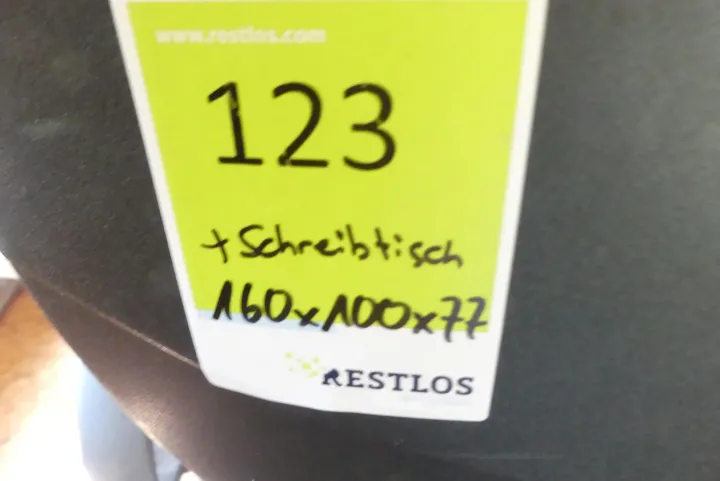 www.restlos.com
123
+ Schreibtisch
160x100x77
RESTLOS